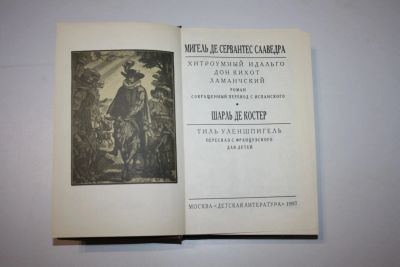 МИГЕЛЬ ДЕ СЕРВАНТЕС СААВЕДРА
ХИТРОУМНЫЙ ИДАЛЬГО
ДОН КИХОТ
ЛАМАНЧСКИЙ
РОМАН
СОКРАЩЕННЫЙ ПЕРЕВОД С ИСПАНСКОГО
ШАРЛЬ ДЕ КОСТЕР
ТИЛЬ УЛЕНШПИГЕЛЬ
ПЕРЕСКАЗ С ФРАНЦУЗСКОГО
ДЛЯ ДЕТЕЙ
МОСКВА «ДЕТСКАЯ ЛИТЕРАТУРА»